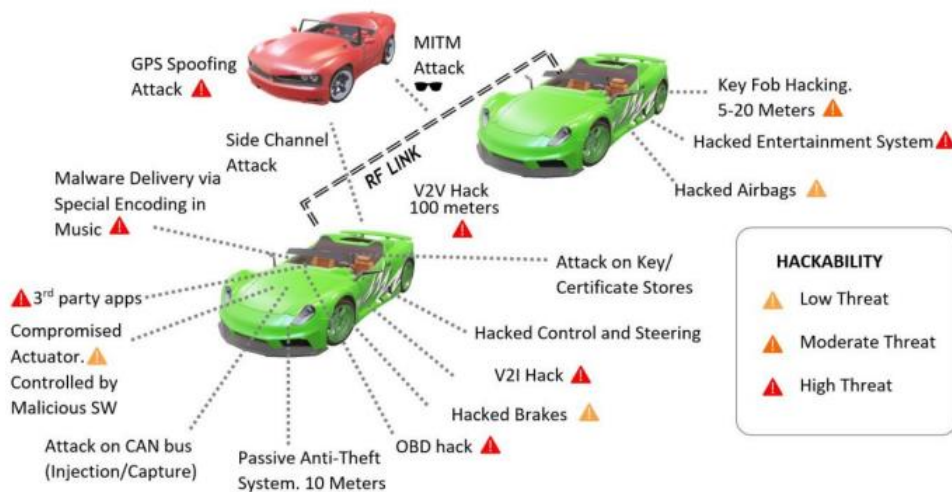 GPS Spoofing
Attack
MITM
Attack
Side Channel
Attack
RF LINK
Key Fob Hacking.
5-20 Meters
Hacked Entertainment System
Hacked Airbags
Malware Delivery via
Special Encoding in
Music
V2V Hack
100 meters
3rd party apps
Compromised
Actuator.
Controlled by
Malicious SW
Attack on Key/
Certificate Stores
Hacked Control and Steering
V2I Hack
Hacked Brakes
OBD hack
Attack on CAN bus
(Injection/Capture)
Passive Anti-Theft
System. 10 Meters
HACKABILITY
Low Threat
Moderate Threat
High Threat